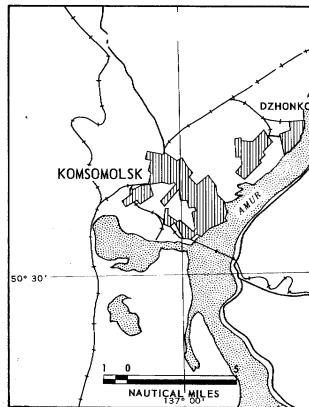 DZHONKO
KOMSOMOLSK
AMUR
50° 30'
1 0 5
NAUTICAL MILES
137° 00'